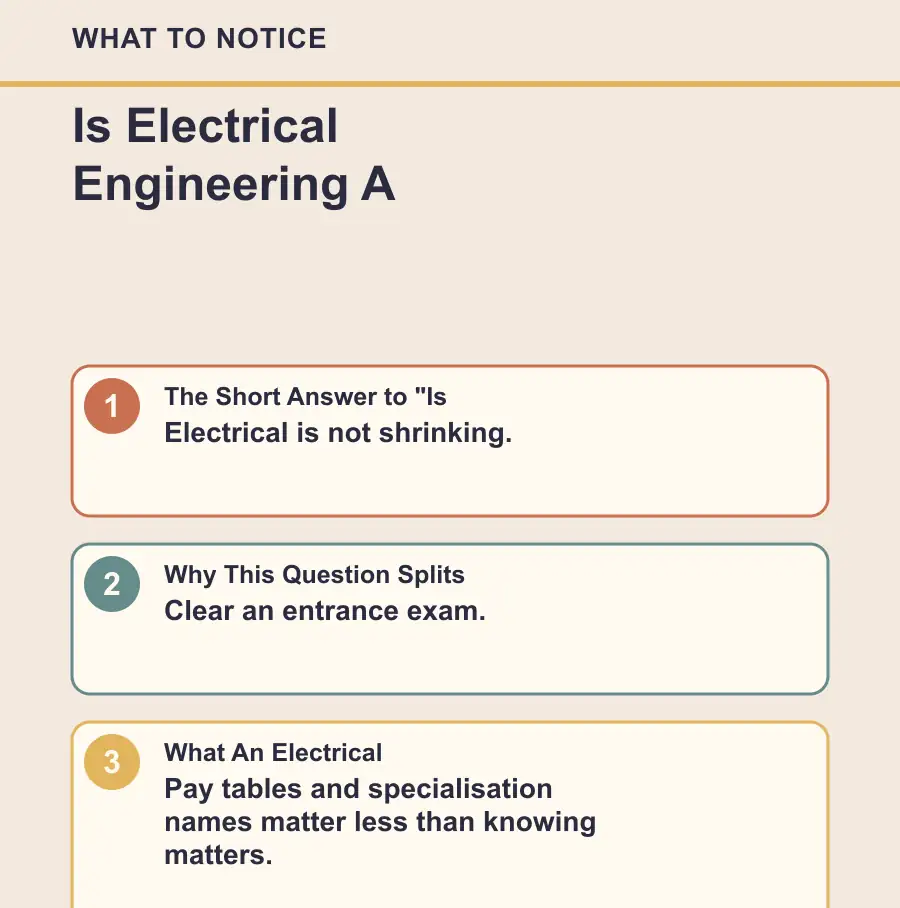 WHAT TO NOTICE
Is Electrical
Engineering A
1
The Short Answer to "Is
Electrical is not shrinking.
2
Why This Question Splits
Clear an entrance exam.
3
What An Electrical
Pay tables and specialisation
names matter less than knowing
matters.